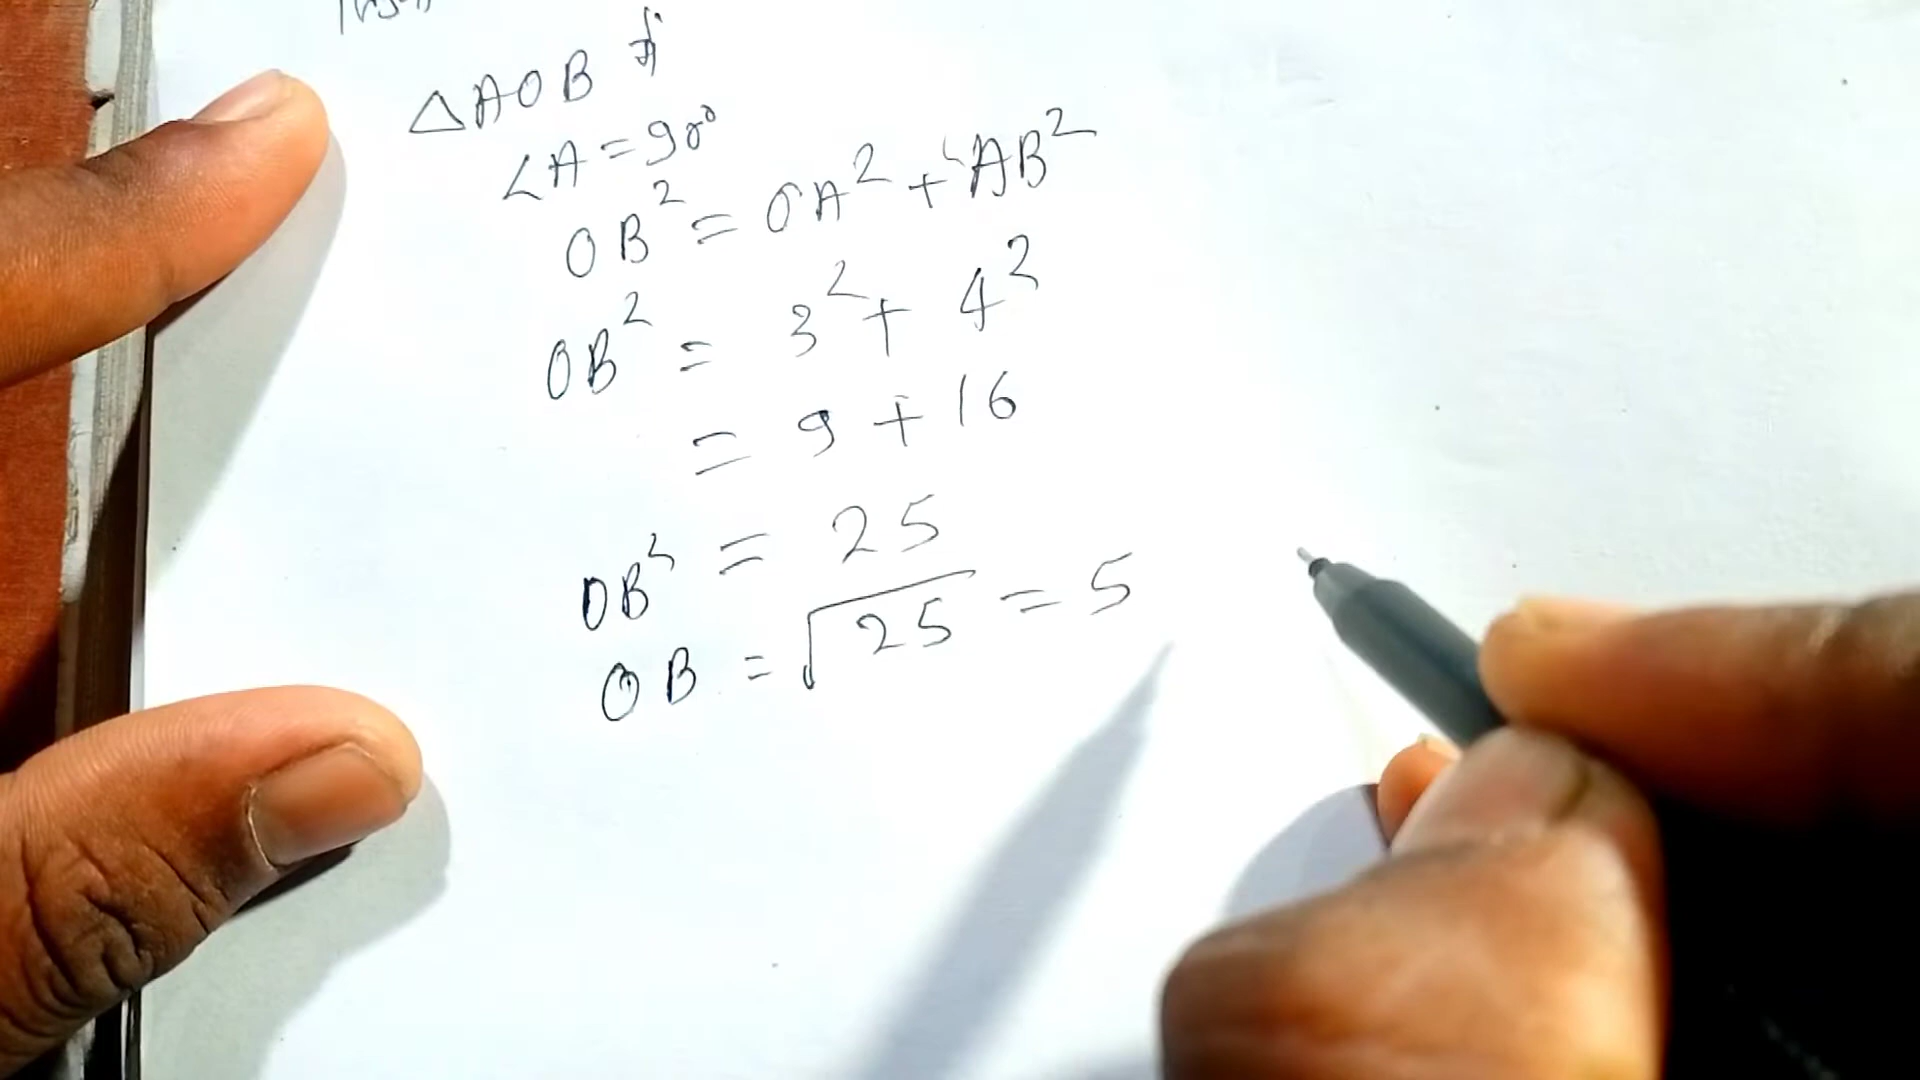 △AOB में
∠A = 90°
OB² = OA² + AB²
OB² = 3² + 4²
= 9 + 16
OB² = 25
OB = √25 = 5